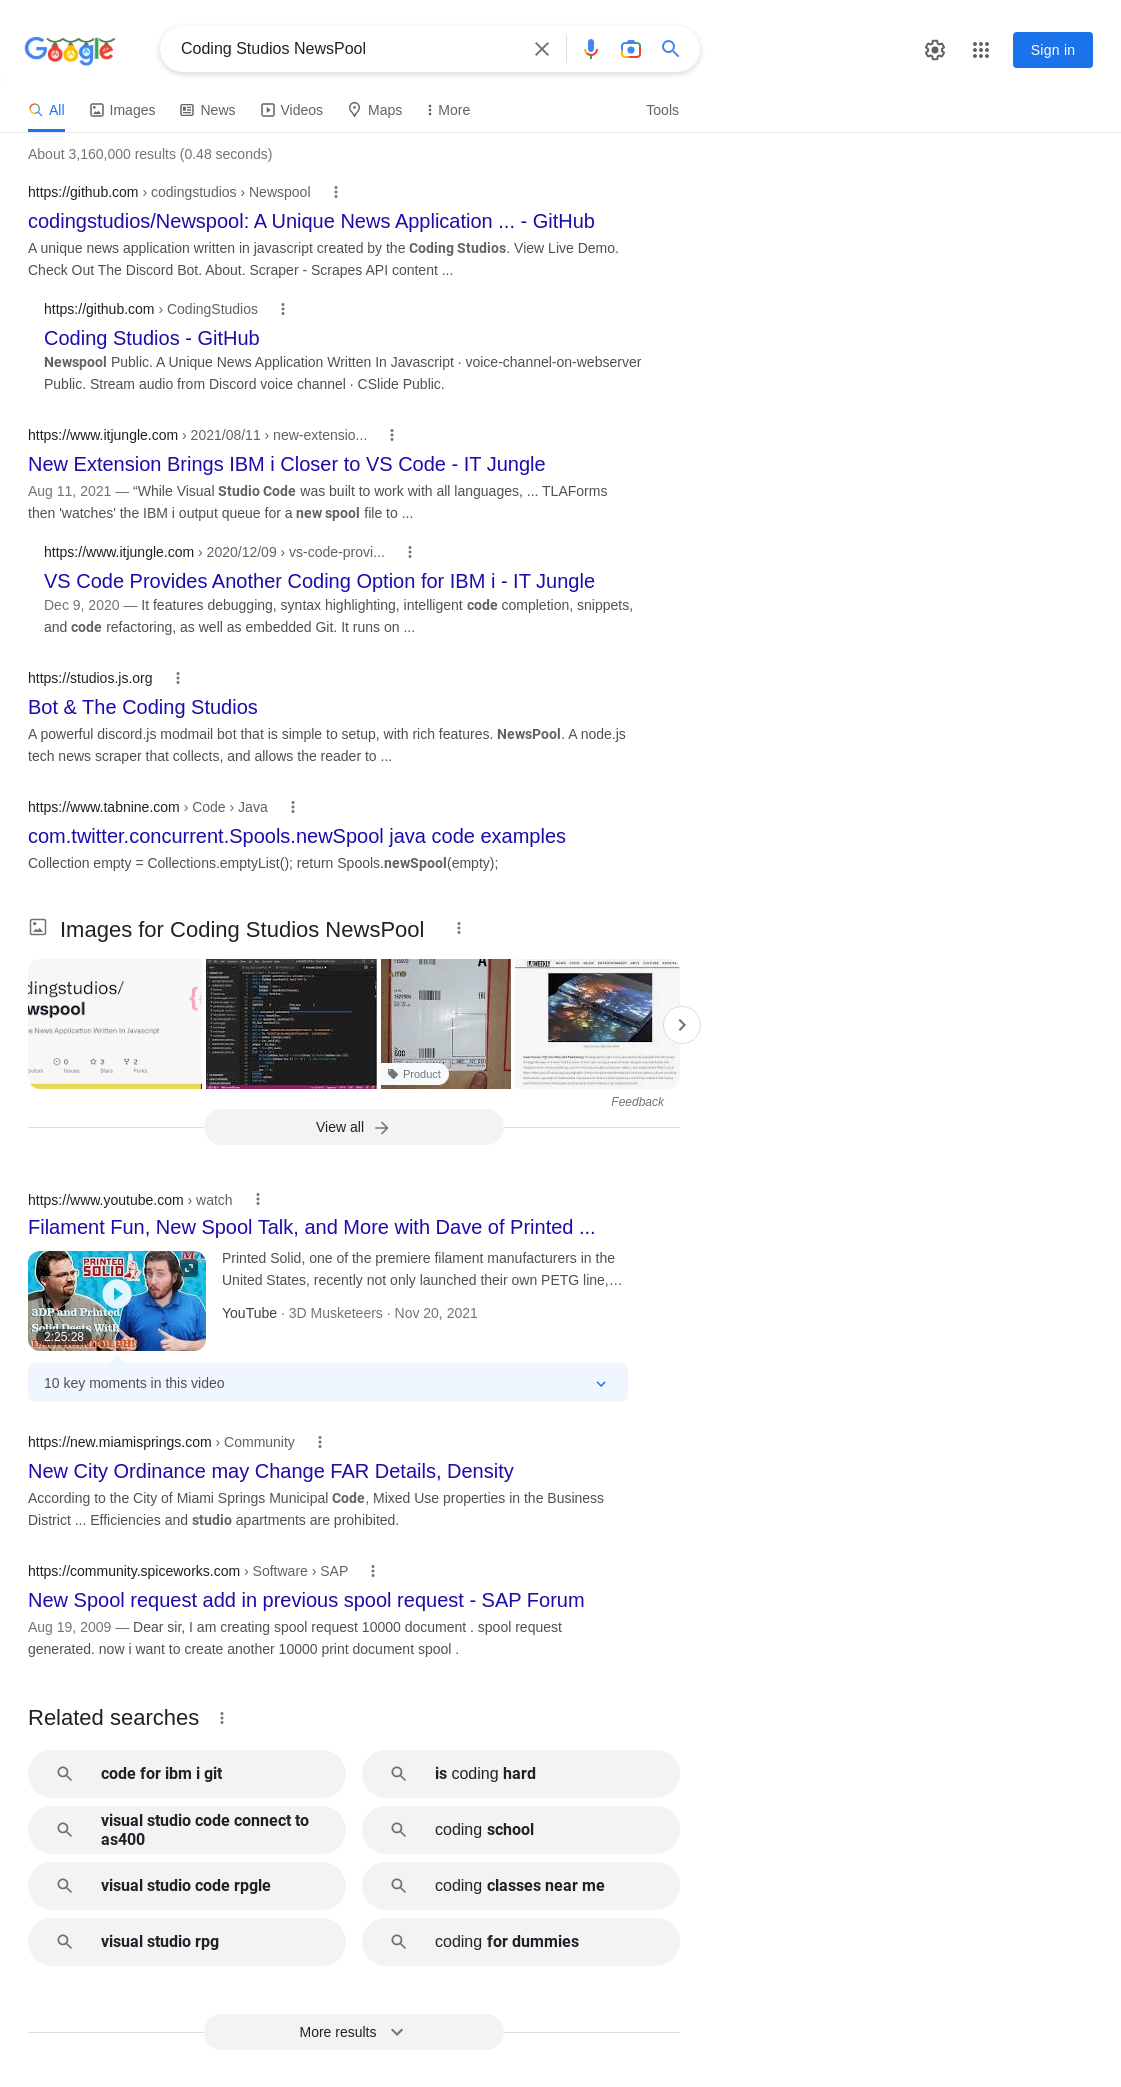 Google
Coding Studios NewsPool
Sign in
All Images News Videos Maps More Tools
About 3,160,000 results (0.48 seconds)
https://github.com › codingstudios › Newspool
codingstudios/Newspool: A Unique News Application ... - GitHub
A unique news application written in javascript created by the Coding Studios. View Live Demo.
Check Out The Discord Bot. About. Scraper - Scrapes API content ...
https://github.com › CodingStudios
Coding Studios - GitHub
Newspool Public. A Unique News Application Written In Javascript · voice-channel-on-webserver
Public. Stream audio from Discord voice channel · CSlide Public.
https://www.itjungle.com › 2021/08/11 › new-extensio...
New Extension Brings IBM i Closer to VS Code - IT Jungle
Aug 11, 2021 — “While Visual Studio Code was built to work with all languages, ... TLAForms
then 'watches' the IBM i output queue for a new spool file to ...
https://www.itjungle.com › 2020/12/09 › vs-code-provi...
VS Code Provides Another Coding Option for IBM i - IT Jungle
Dec 9, 2020 — It features debugging, syntax highlighting, intelligent code completion, snippets,
and code refactoring, as well as embedded Git. It runs on ...
https://studios.js.org
Bot & The Coding Studios
A powerful discord.js modmail bot that is simple to setup, with rich features. NewsPool. A node.js
tech news scraper that collects, and allows the reader to ...
https://www.tabnine.com › Code › Java
com.twitter.concurrent.Spools.newSpool java code examples
Collection empty = Collections.emptyList(); return Spools.newSpool(empty);
Images for Coding Studios NewsPool
dingstudios/
wspool
e News Application Written In Javascript
0 3 2
Issues Stars Forks
Product
Feedback
View all
https://www.youtube.com › watch
Filament Fun, New Spool Talk, and More with Dave of Printed ...
PRINTED
SOLID
3DP and Printed
Solid Deets With
2:25:28
Printed Solid, one of the premiere filament manufacturers in the
United States, recently not only launched their own PETG line,…
YouTube · 3D Musketeers · Nov 20, 2021
10 key moments in this video
https://new.miamisprings.com › Community
New City Ordinance may Change FAR Details, Density
According to the City of Miami Springs Municipal Code, Mixed Use properties in the Business
District ... Efficiencies and studio apartments are prohibited.
https://community.spiceworks.com › Software › SAP
New Spool request add in previous spool request - SAP Forum
Aug 19, 2009 — Dear sir, I am creating spool request 10000 document . spool request
generated. now i want to create another 10000 print document spool .
Related searches
code for ibm i git
is coding hard
visual studio code connect to
as400
coding school
visual studio code rpgle
coding classes near me
visual studio rpg
coding for dummies
More results